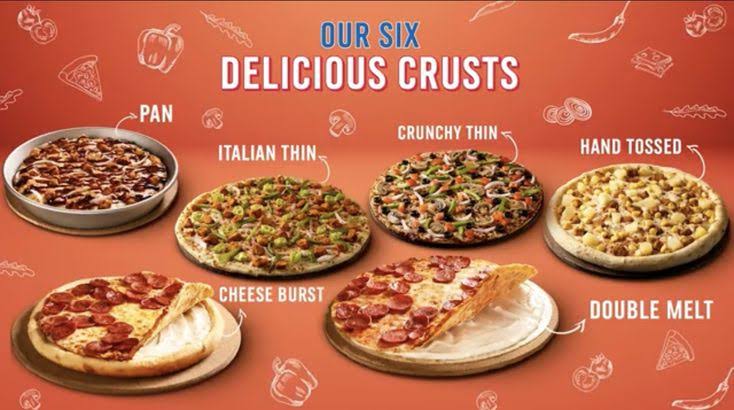 OUR SIX
DELICIOUS CRUSTS
PAN
ITALIAN THIN
CRUNCHY THIN
HAND TOSSED
CHEESE BURST
DOUBLE MELT